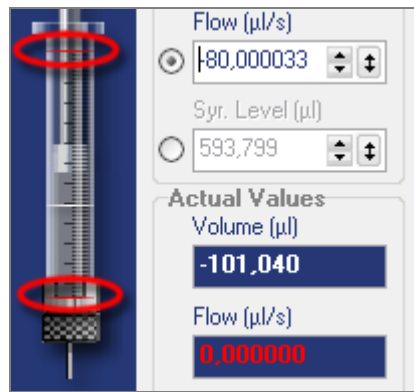 Flow (µl/s)
-80,000033
Syr. Level (µl)
593,799
Actual Values
Volume (µl)
-101,040
Flow (µl/s)
0,000000